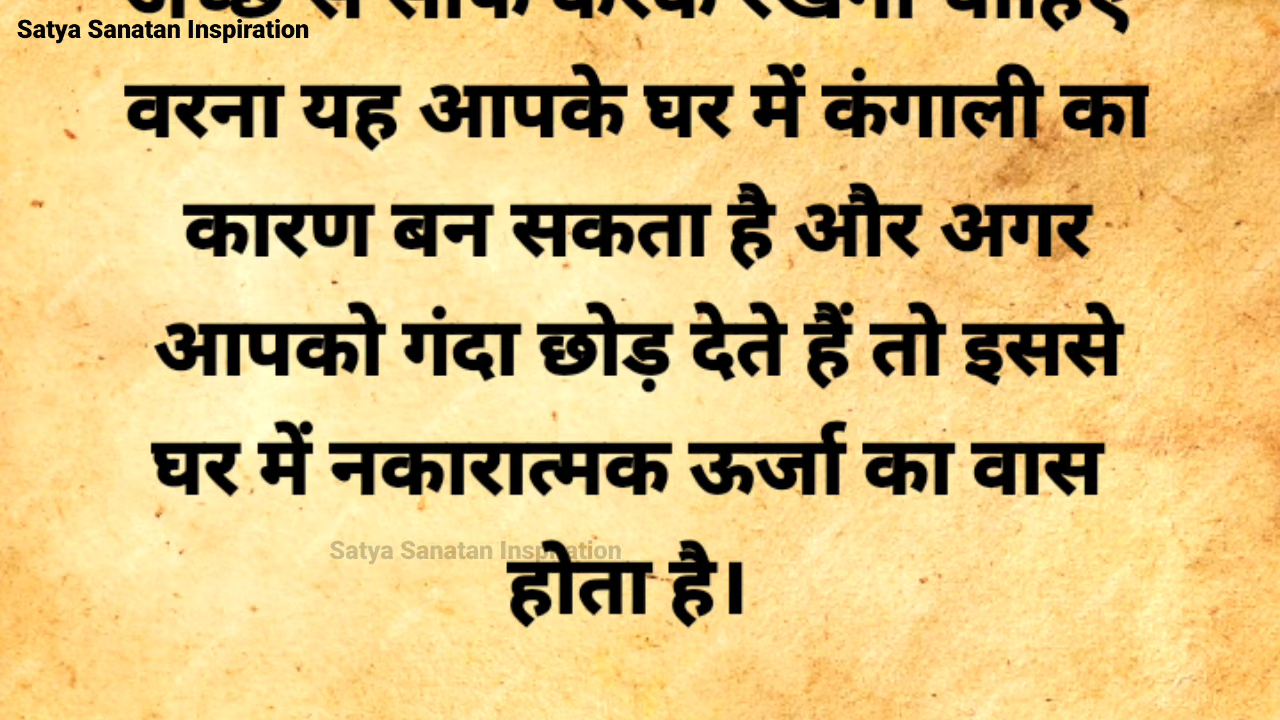 Satya Sanatan Inspiration
वरना यह आपके घर में कंगाली का
कारण बन सकता है और अगर
आपको गंदा छोड़ देते हैं तो इससे
घर में नकारात्मक ऊर्जा का वास
Satya Sanatan Inspiration
होता है।